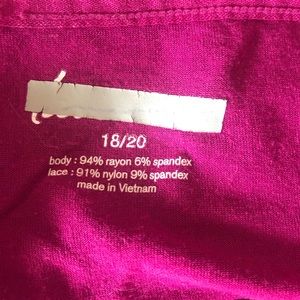 18/20
body : 94% rayon 6% spandex
lace : 91% nylon 9% spandex
made in Vietnam